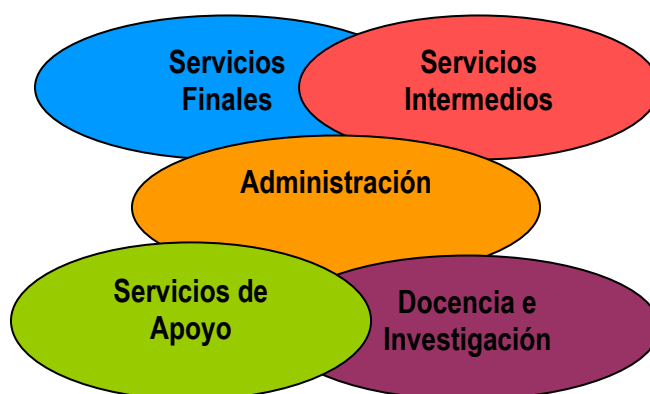 Servicios
Finales
Servicios
Intermedios
Administración
Servicios de
Apoyo
Docencia e
Investigación